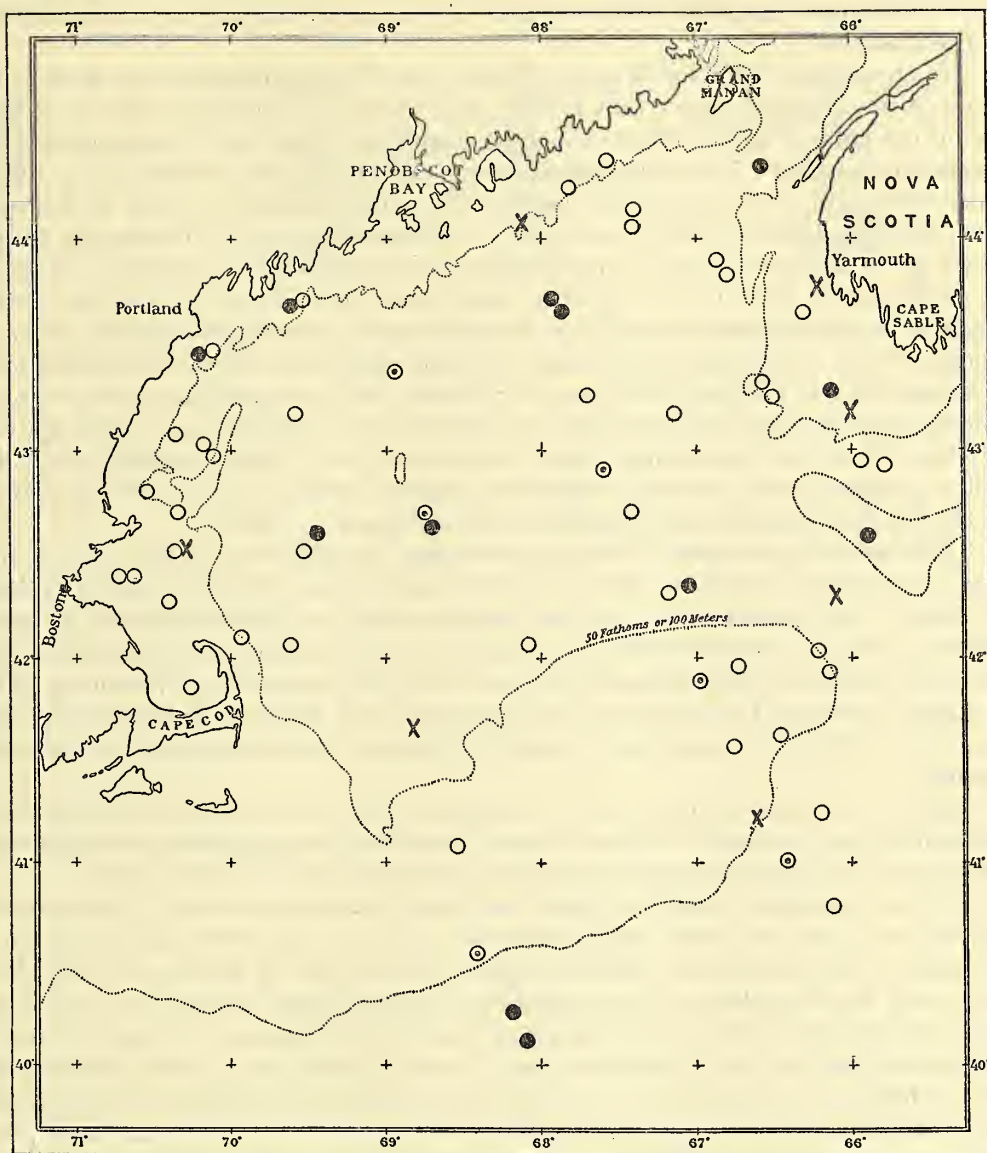 71° 70° 69° 68° 67° 66°
GRAND
MANAN
PENOBSCOT
BAY
NOVA
SCOTIA
44° 44°
Yarmouth
Portland
CAPE
SABLE
43° 43°
Boston
50 Fathoms or 100 Meters
42° 42°
CAPE COD
41° 41°
40° 40°
71° 70° 69° 68° 67° 66°